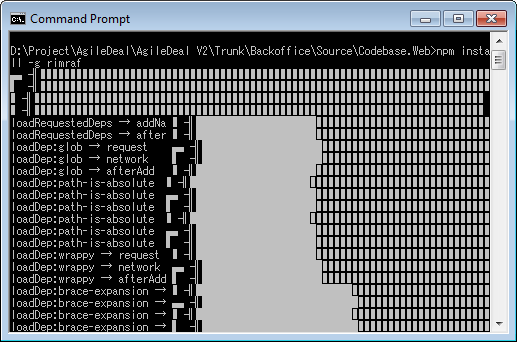 Command Prompt
D:\Project\AgileDeal\AgileDeal V2\Trunk\Backoffice\Source\Codebase.Web>npm insta
ll -g rimraf
loadRequestedDeps → addNa
loadRequestedDeps → after
loadDep:glob → request
loadDep:glob → network
loadDep:glob → afterAdd
loadDep:path-is-absolute
loadDep:path-is-absolute
loadDep:path-is-absolute
loadDep:path-is-absolute
loadDep:path-is-absolute
loadDep:path-is-absolute
loadDep:wrappy → request
loadDep:wrappy → network
loadDep:wrappy → afterAdd
loadDep:brace-expansion →
loadDep:brace-expansion →
loadDep:brace-expansion →
loadDep:brace-expansion →